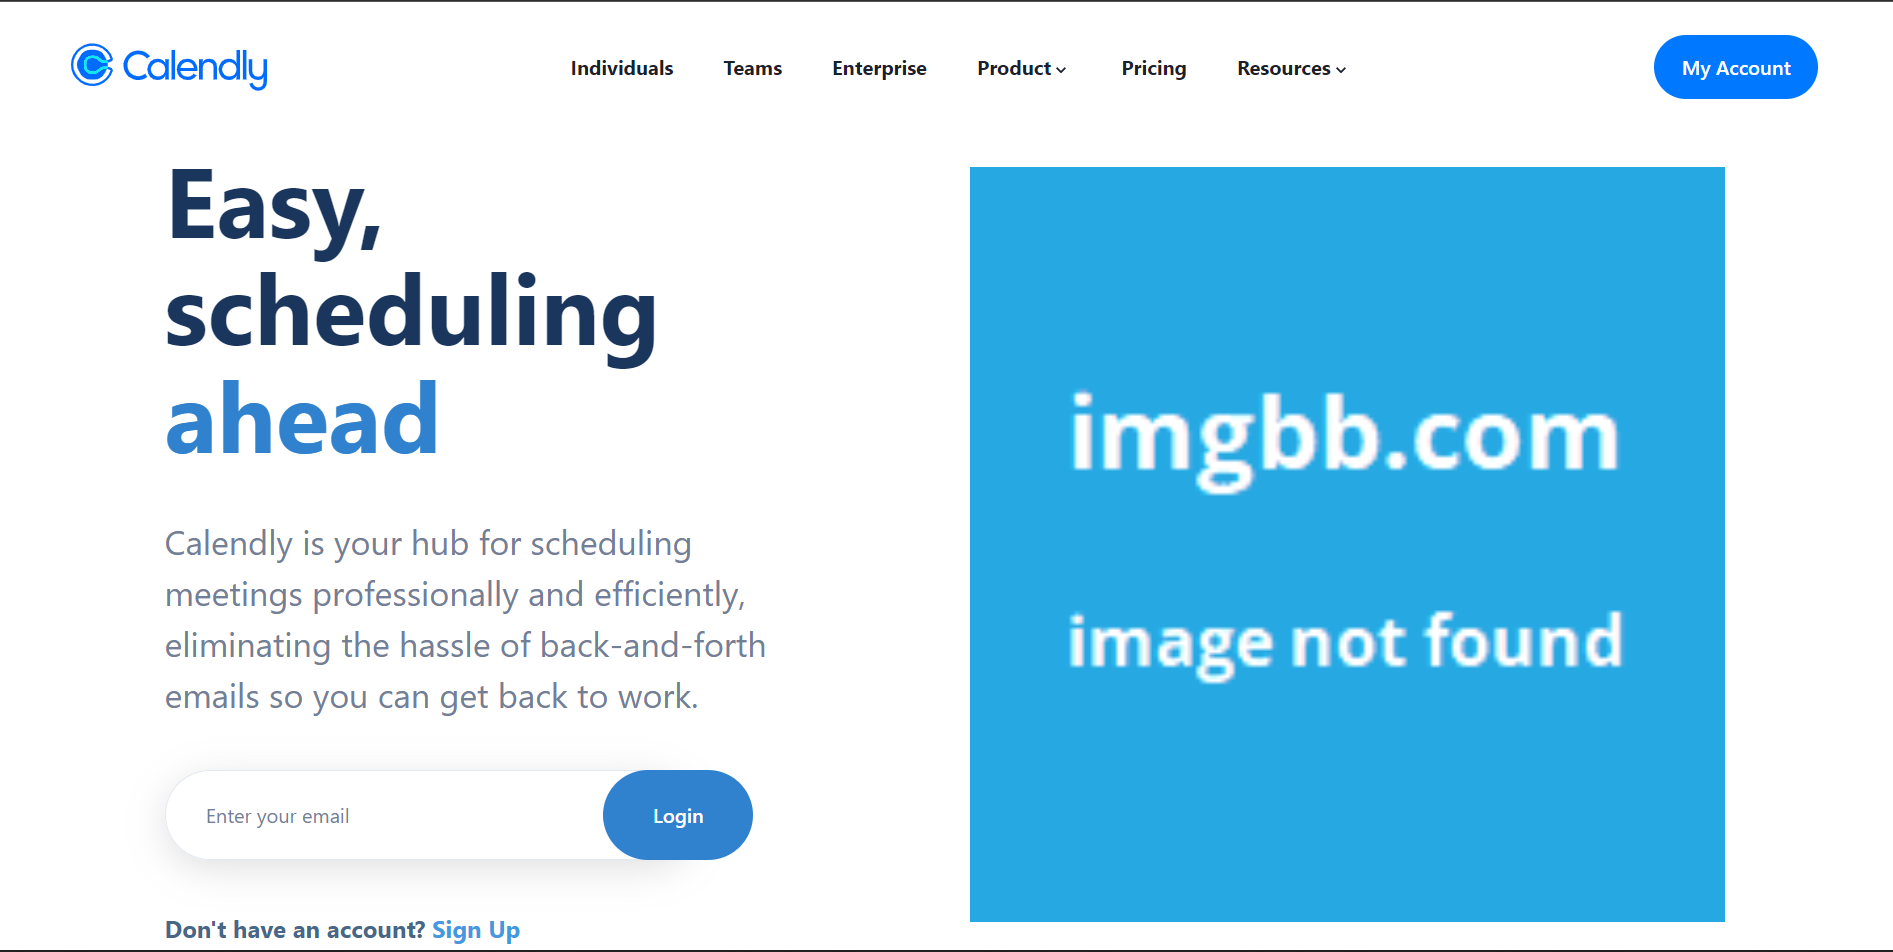 Calendly
Individuals
Teams
Enterprise
Product
Pricing
Resources
My Account
Easy,
scheduling
ahead
Calendly is your hub for scheduling
meetings professionally and efficiently,
eliminating the hassle of back-and-forth
emails so you can get back to work.
Enter your email
Login
Don't have an account? Sign Up
imgbb.com
image not found